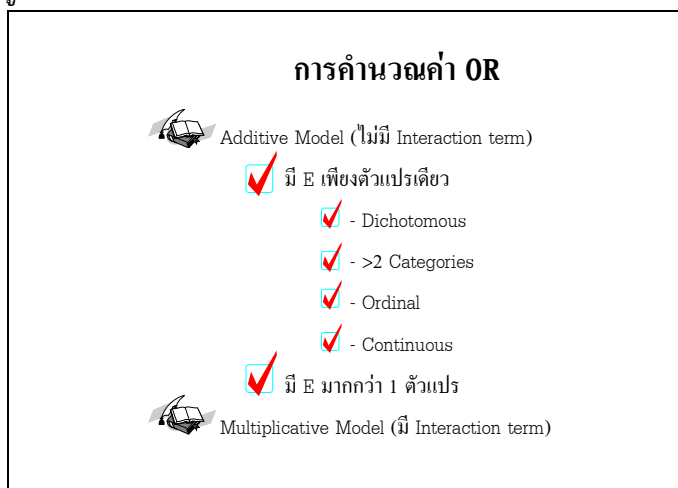 การคำนวณค่า OR
Additive Model (ไม่มี Interaction term)
มี E เพียงตัวแปรเดียว
- Dichotomous
- >2 Categories
- Ordinal
- Continuous
มี E มากกว่า 1 ตัวแปร
Multiplicative Model (มี Interaction term)